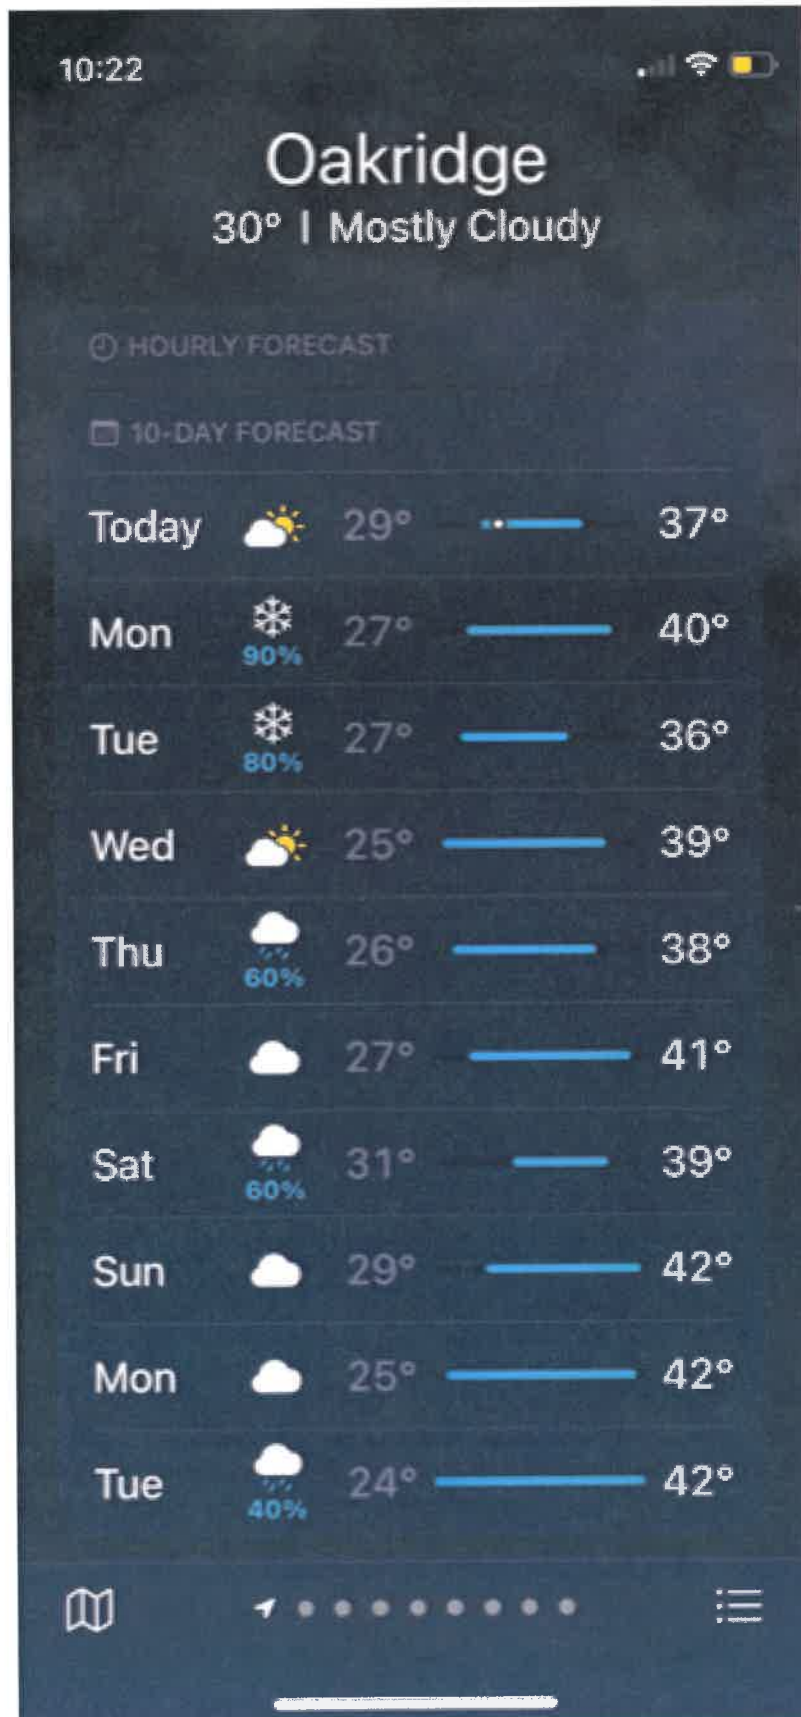 10:22
Oakridge
30° | Mostly Cloudy
HOURLY FORECAST
10-DAY FORECAST
Today 29° 37°
Mon 90% 27° 40°
Tue 80% 27° 36°
Wed 25° 39°
Thu 60% 26° 38°
Fri 27° 41°
Sat 60% 31° 39°
Sun 29° 42°
Mon 25° 42°
Tue 40% 24° 42°